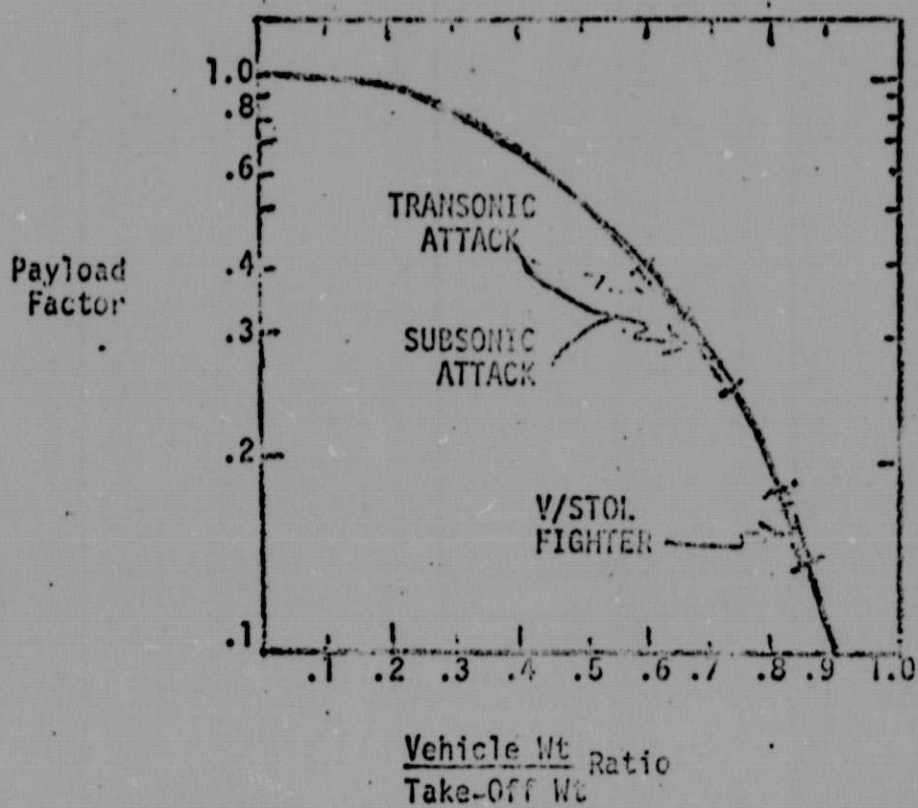 1.0
.8
.6
TRANSONIC
ATTACK
Payload
Factor
.4
.3
SUBSONIC
ATTACK
.2
V/STOL
FIGHTER
.1
.1 .2 .3 .4 .5 .6 .7 .8 .9 1.0
Vehicle Wt
Take-Off Wt
Ratio